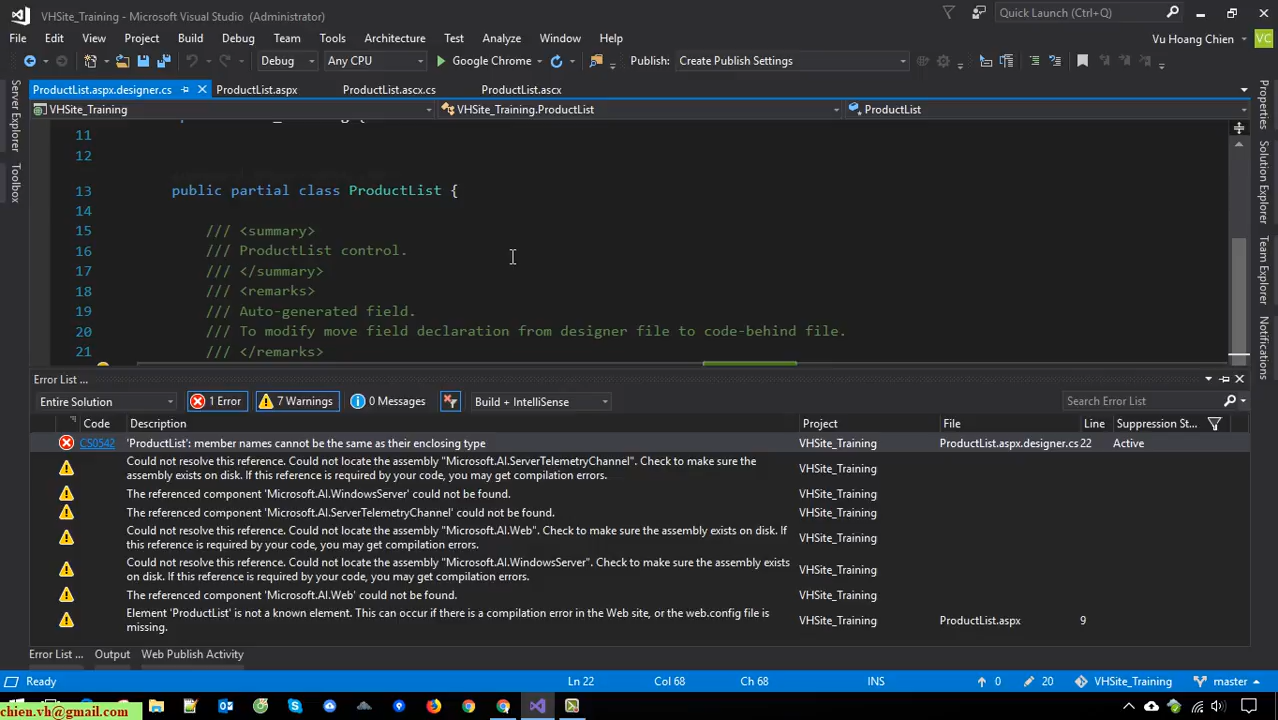 VHSite_Training - Microsoft Visual Studio (Administrator)
Quick Launch (Ctrl+Q)
File Edit View Project Build Debug Team Tools Architecture Test Analyze Window Help
Vu Hoang Chien VC
Debug Any CPU Google Chrome Publish: Create Publish Settings
ProductList.aspx.designer.cs ProductList.aspx ProductList.ascx.cs ProductList.ascx
VHSite_Training VHSite_Training.ProductList ProductList
Server Explorer
Toolbox
Properties
Solution Explorer
Team Explorer
Notifications
11
12
13 public partial class ProductList {
14
15 /// <summary>
16 /// ProductList control.
17 /// </summary>
18 /// <remarks>
19 /// Auto-generated field.
20 /// To modify move field declaration from designer file to code-behind file.
21 /// </remarks>
Error List ...
Entire Solution 1 Error 7 Warnings 0 Messages Build + IntelliSense Search Error List
Code Description Project File Line Suppression St...
CS0542 'ProductList': member names cannot be the same as their enclosing type VHSite_Training ProductList.aspx.designer.cs 22 Active
Could not resolve this reference. Could not locate the assembly "Microsoft.AI.ServerTelemetryChannel". Check to make sure the
assembly exists on disk. If this reference is required by your code, you may get compilation errors. VHSite_Training
The referenced component 'Microsoft.AI.WindowsServer' could not be found. VHSite_Training
The referenced component 'Microsoft.AI.ServerTelemetryChannel' could not be found. VHSite_Training
Could not resolve this reference. Could not locate the assembly "Microsoft.AI.Web". Check to make sure the assembly exists on disk. If
this reference is required by your code, you may get compilation errors. VHSite_Training
Could not resolve this reference. Could not locate the assembly "Microsoft.AI.WindowsServer". Check to make sure the assembly exists
on disk. If this reference is required by your code, you may get compilation errors. VHSite_Training
The referenced component 'Microsoft.AI.Web' could not be found. VHSite_Training
Element 'ProductList' is not a known element. This can occur if there is a compilation error in the Web site, or the web.config file is
missing. VHSite_Training ProductList.aspx 9
Error List ... Output Web Publish Activity
Ready Ln 22 Col 68 Ch 68 INS 0 20 VHSite_Training master
chien.vh@gmail.com